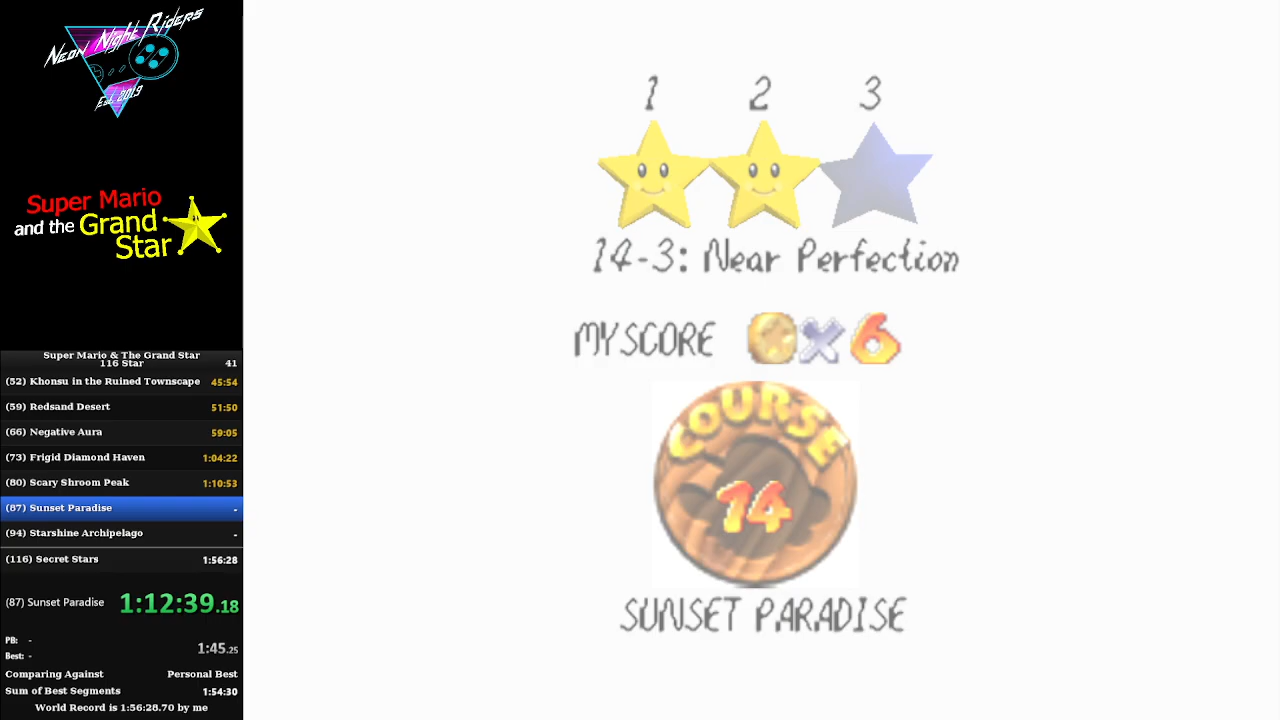 Neon Night Riders
Est. 2019
Super Mario
and the Grand
Star
Super Mario & The Grand Star
116 Star 41
(52) Khonsu in the Ruined Townscape 45:54
(59) Redsand Desert 51:50
(66) Negative Aura 59:05
(73) Frigid Diamond Haven 1:04:22
(80) Scary Shroom Peak 1:10:53
(87) Sunset Paradise -
(94) Starshine Archipelago -
(116) Secret Stars 1:56:28
(87) Sunset Paradise 1:12:39.18
PB: - 1:45.25
Best: -
Comparing Against Personal Best
Sum of Best Segments 1:54:30
World Record is 1:56:28.70 by me
1 2 3
14-3: Near Perfection
MY SCORE ×6
COURSE
14
SUNSET PARADISE